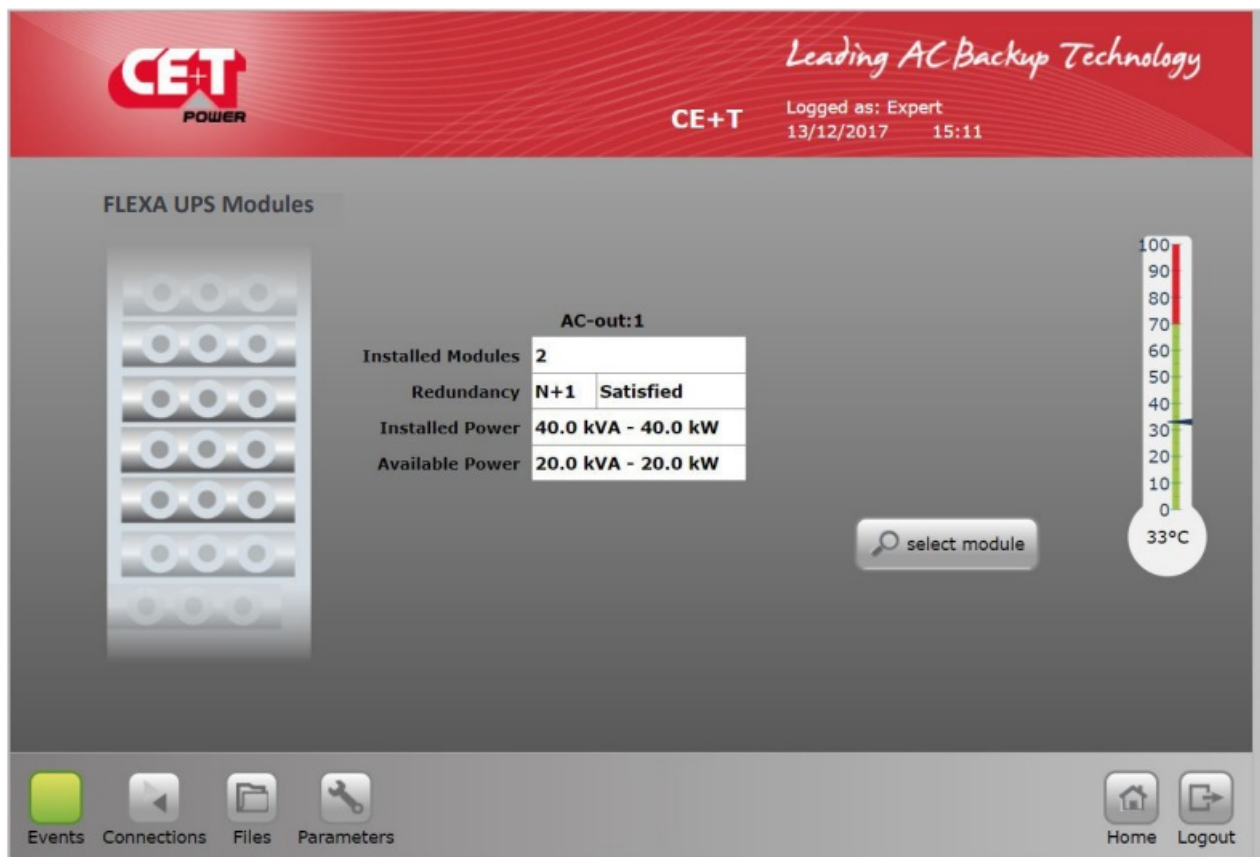 CE+T
POWER
Leading AC Backup Technology
CE+T
Logged as: Expert
13/12/2017 15:11
FLEXA UPS Modules
AC-out:1
Installed Modules 2
Redundancy N+1 Satisfied
Installed Power 40.0 kVA - 40.0 kW
Available Power 20.0 kVA - 20.0 kW
select module
100
90
80
70
60
50
40
30
20
10
0
33°C
Events Connections Files Parameters Home Logout